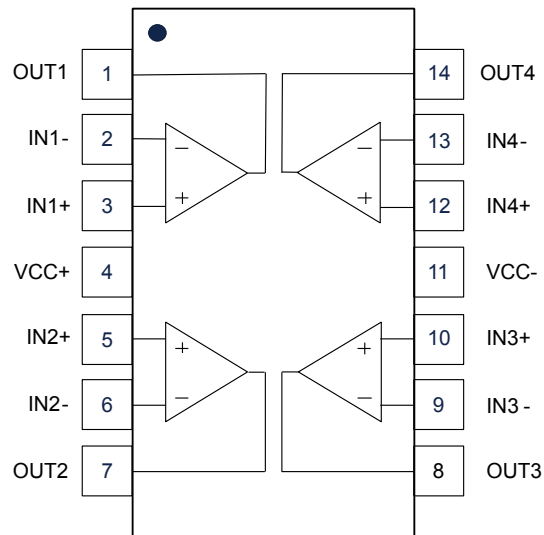 OUT1 1 14 OUT4
IN1- 2 − − 13 IN4-
IN1+ 3 + + 12 IN4+
VCC+ 4 11 VCC-
IN2+ 5 + + 10 IN3+
IN2- 6 − − 9 IN3 -
OUT2 7 8 OUT3